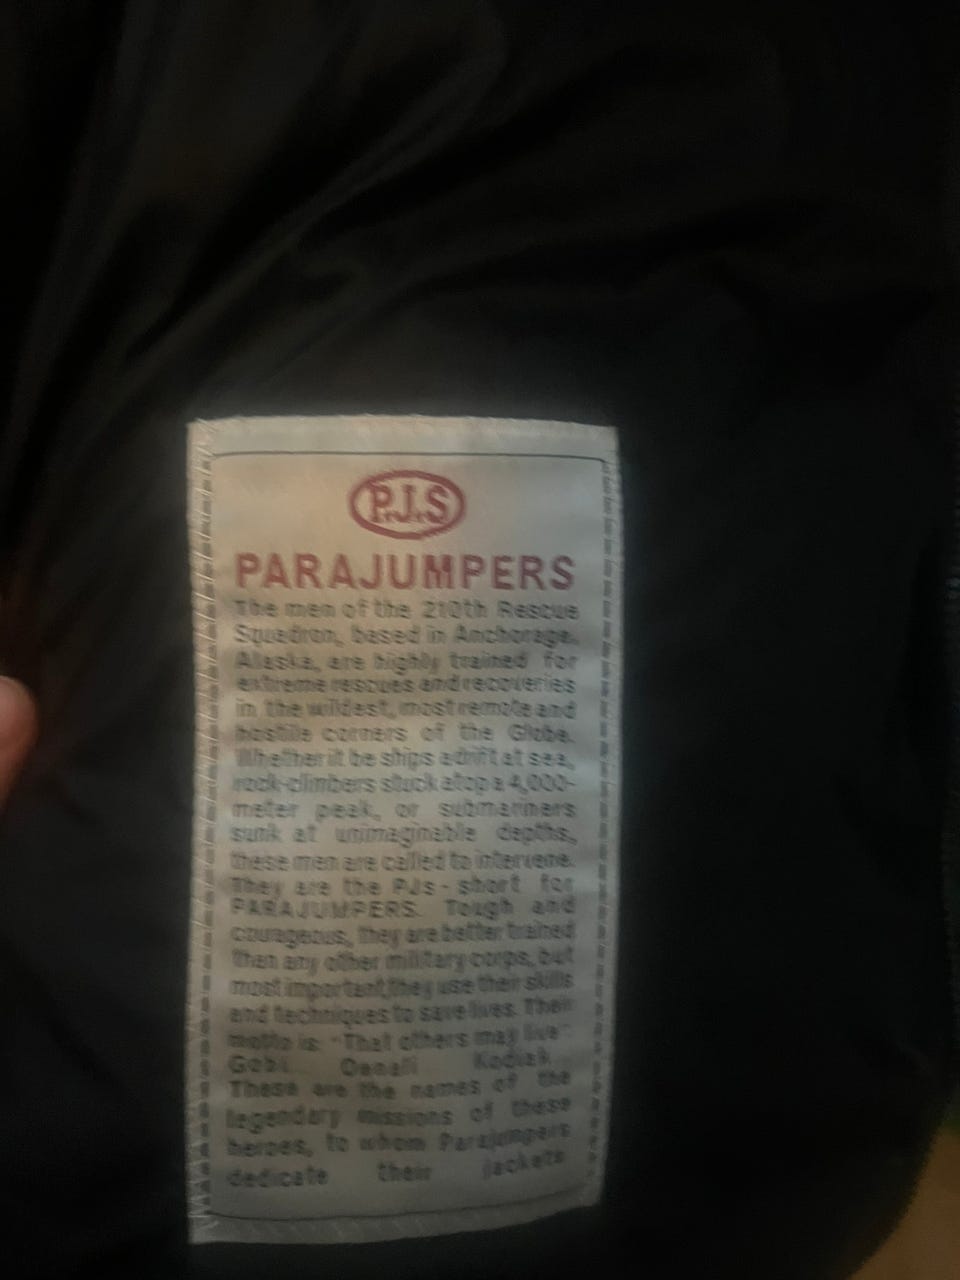 P.J.S
PARAJUMPERS
The men of the 210th Rescue
Squadron, based in Anchorage,
Alaska, are highly trained for
extreme rescues and recoveries
in the wildest, most remote and
hostile corners of the Globe.
Whether it be ships adrift at sea,
rock-climbers stuck atop a 4,000-
meter peak, or submariners
sunk at unimaginable depths,
these men are called to intervene.
They are the PJs - short for
PARAJUMPERS. Tough and
courageous, they are better trained
than any other military corps, but
most important, they use their skills
and techniques to save lives. Their
motto is: "That others may live"
Gobi... Denali... Kodiak...
These are the names of the
legendary missions of these
heroes, to whom Parajumpers
dedicate their jackets